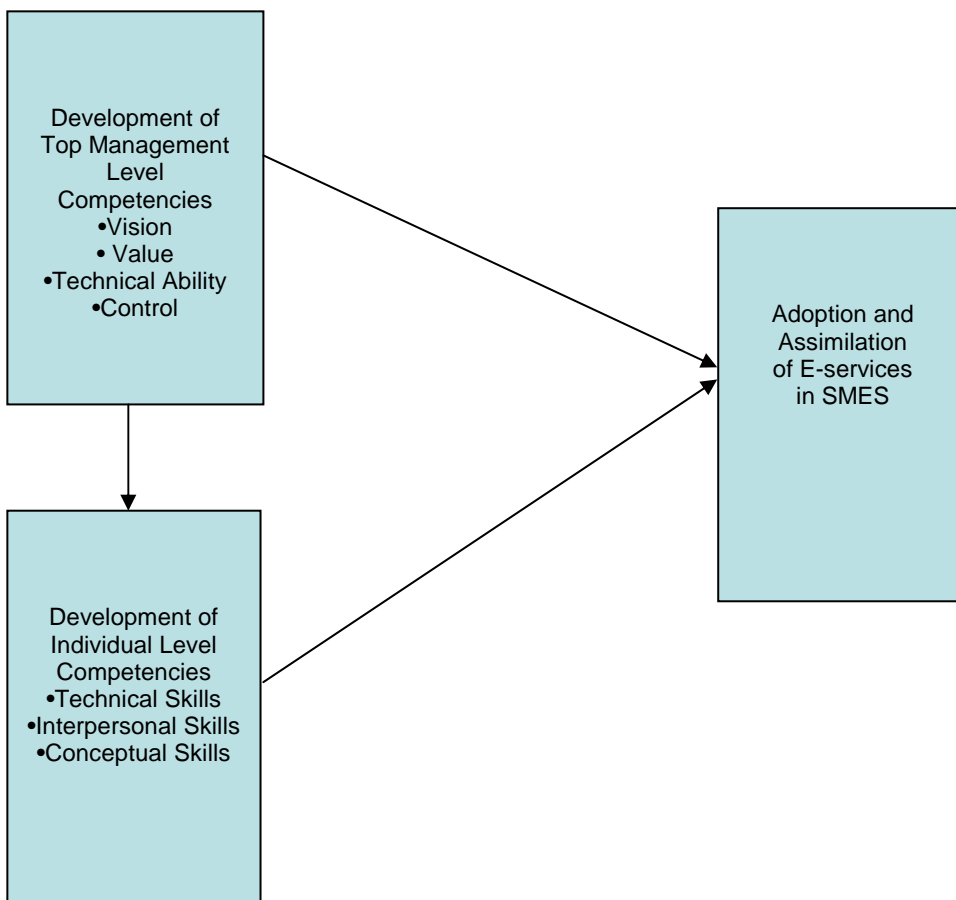 Development of
Top Management
Level
Competencies
•Vision
• Value
•Technical Ability
•Control
Adoption and
Assimilation
of E-services
in SMES
Development of
Individual Level
Competencies
•Technical Skills
•Interpersonal Skills
•Conceptual Skills